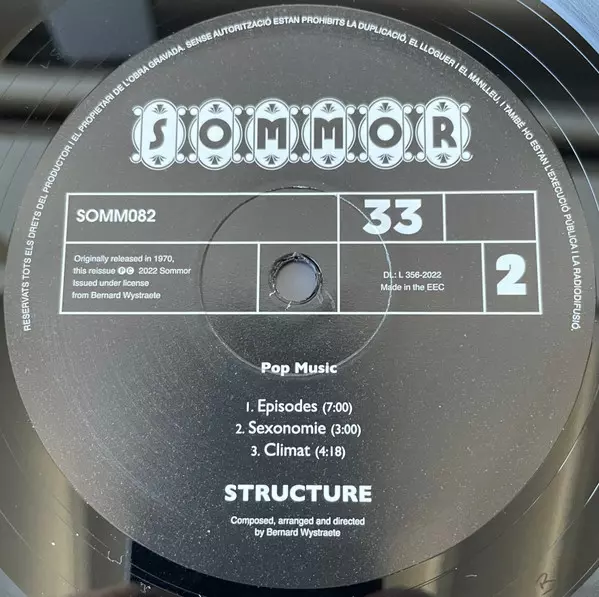 RESERVATS TOTS ELS DRETS DEL PRODUCTOR I EL PROPIETARI DE L'OBRA GRAVADA. SENSE AUTORITZACIÓ ESTAN PROHIBITS LA DUPLICACIÓ, EL LLOGUER I EL MANLLEU, I TAMBÉ HO ESTAN L'EXECUCIÓ PÚBLICA I LA RADIODIFUSIÓ.
SOMMOR
SOMM082
33
Originally released in 1970,
this reissue ℗© 2022 Sommor
Issued under license
from Bernard Wystraete
DL: L 356-2022
Made in the EEC
2
Pop Music
1. Episodes (7:00)
2. Sexonomie (3:00)
3. Climat (4:18)
STRUCTURE
Composed, arranged and directed
by Bernard Wystraete